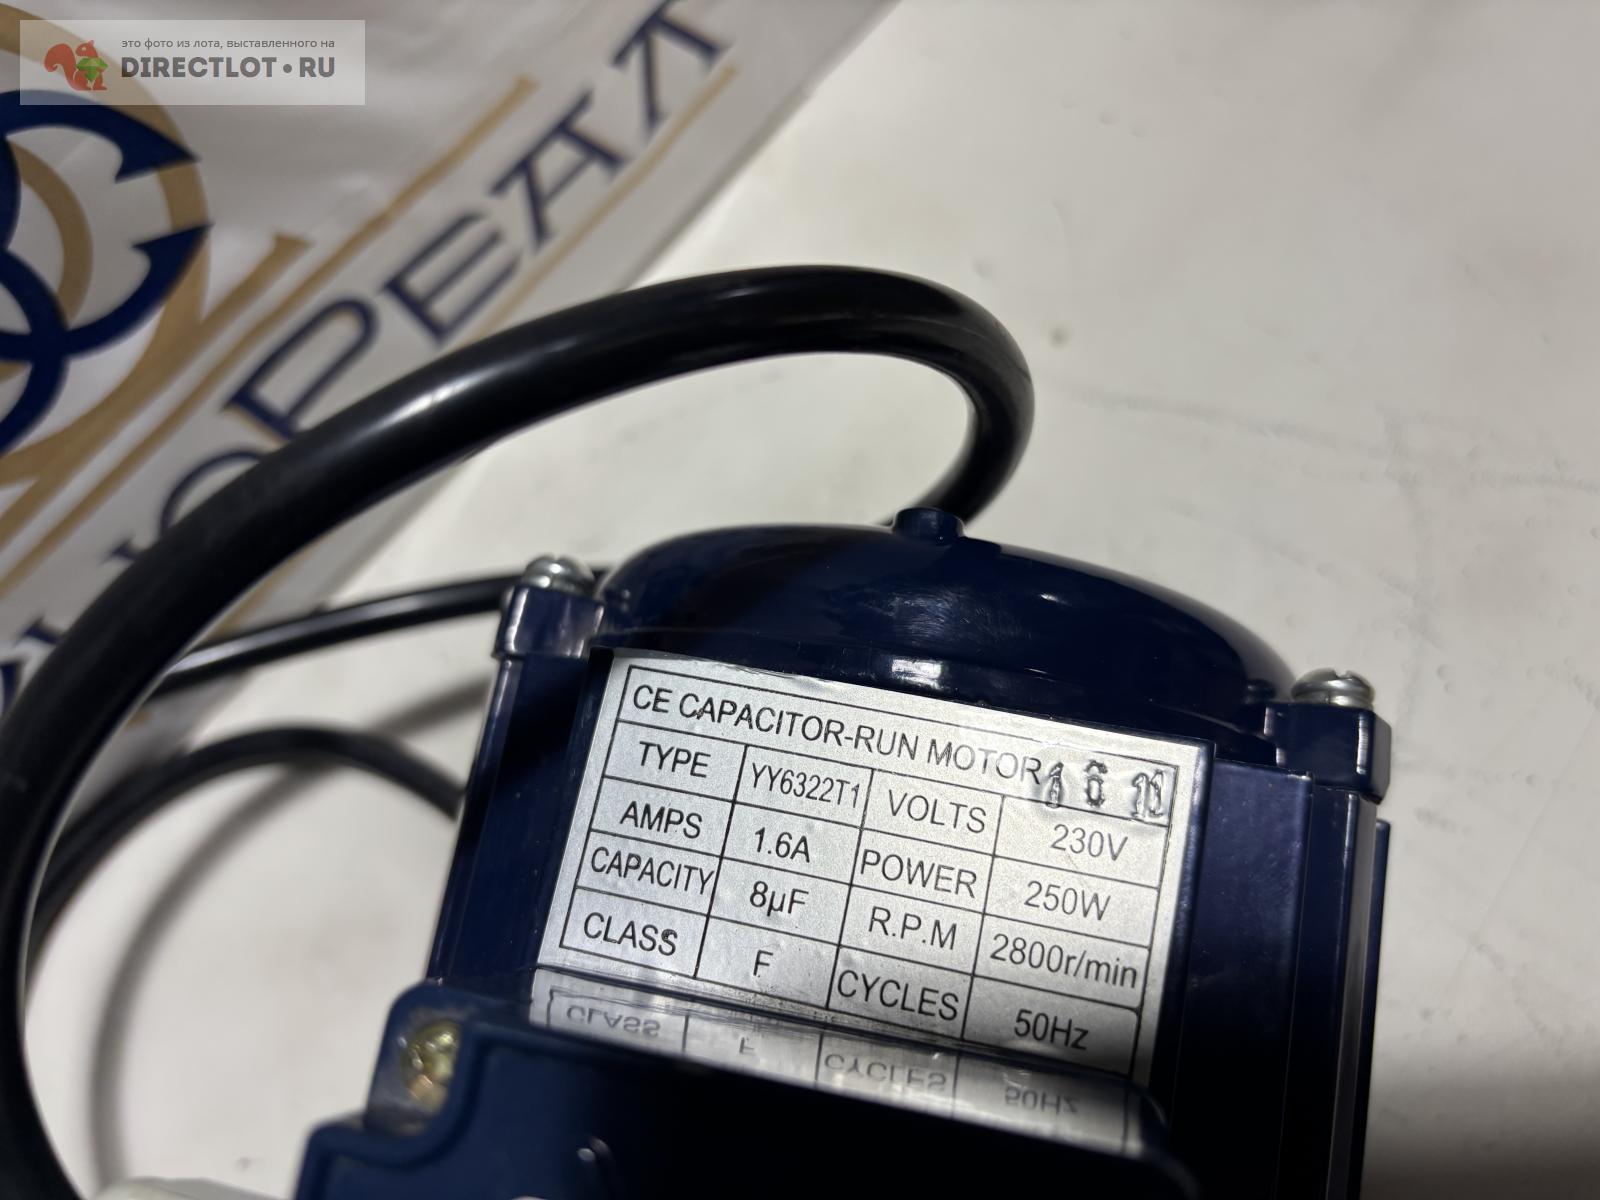 это фото из лота, выставленного на
DIRECTLOT.RU
CE CAPACITOR-RUN MOTOR
TYPE YY6322T1 VOLTS 230V
AMPS 1.6A POWER 250W
CAPACITY 8µF R.P.M 2800r/min
CLASS F CYCLES 50Hz